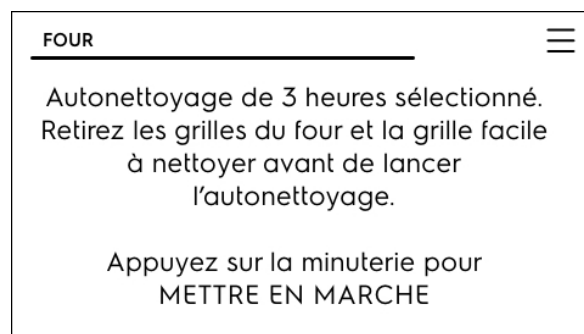 FOUR
Autonettoyage de 3 heures sélectionné.
Retirez les grilles du four et la grille facile
à nettoyer avant de lancer
l’autonettoyage.
Appuyez sur la minuterie pour
METTRE EN MARCHE